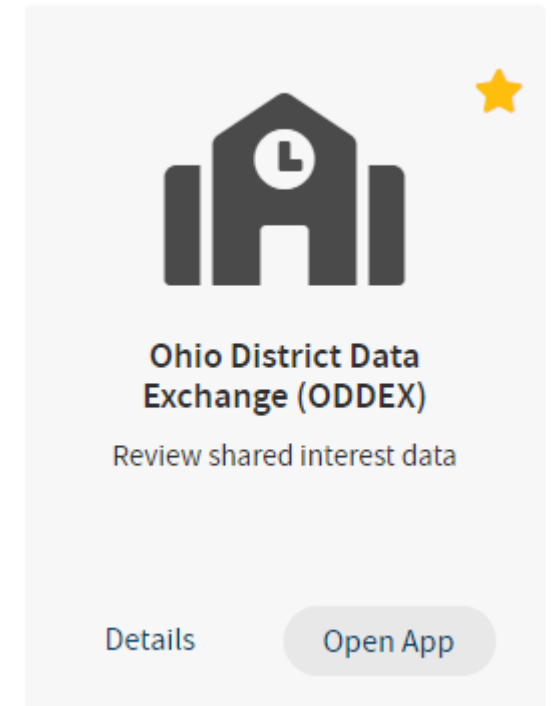 Ohio District Data
Exchange (ODDEX)
Review shared interest data
Details
Open App